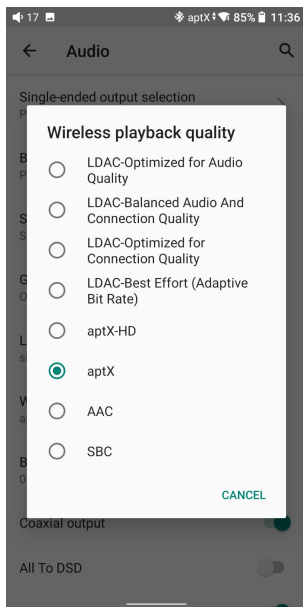 17 aptX 85% 11:36
Audio
Single-ended output selection
P
Wireless playback quality
B
P
LDAC-Optimized for Audio
Quality
LDAC-Balanced Audio And
Connection Quality
S
S
LDAC-Optimized for
Connection Quality
G
O
LDAC-Best Effort (Adaptive
Bit Rate)
L
sl
aptX-HD
aptX
W
a
AAC
B
0
SBC
CANCEL
Coaxial output
All To DSD